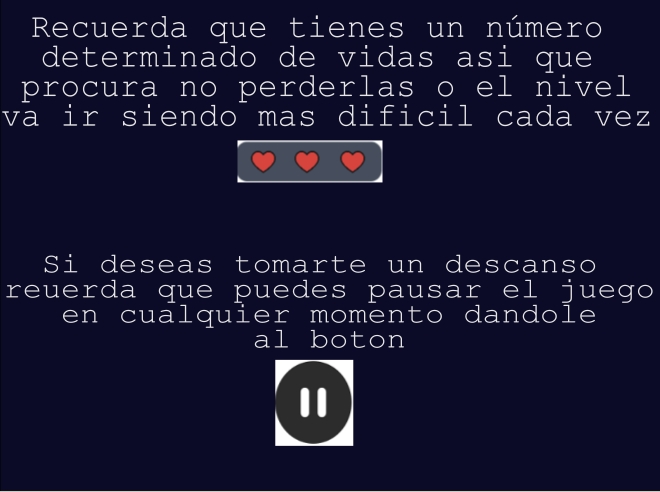 Recuerda que tienes un número
determinado de vidas asi que
procura no perderlas o el nivel
va ir siendo mas dificil cada vez
Si deseas tomarte un descanso
reuerda que puedes pausar el juego
en cualquier momento dandole
al boton